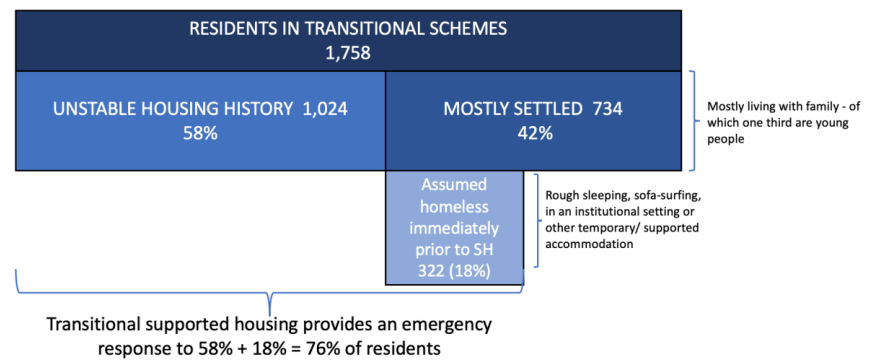 RESIDENTS IN TRANSITIONAL SCHEMES
1,758
UNSTABLE HOUSING HISTORY 1,024
58%
MOSTLY SETTLED 734
42%
Mostly living with family - of
which one third are young
people
Assumed
homeless
immediately
prior to SH
322 (18%)
Rough sleeping, sofa-surfing,
in an institutional setting or
other temporary/ supported
accommodation
Transitional supported housing provides an emergency
response to 58% + 18% = 76% of residents